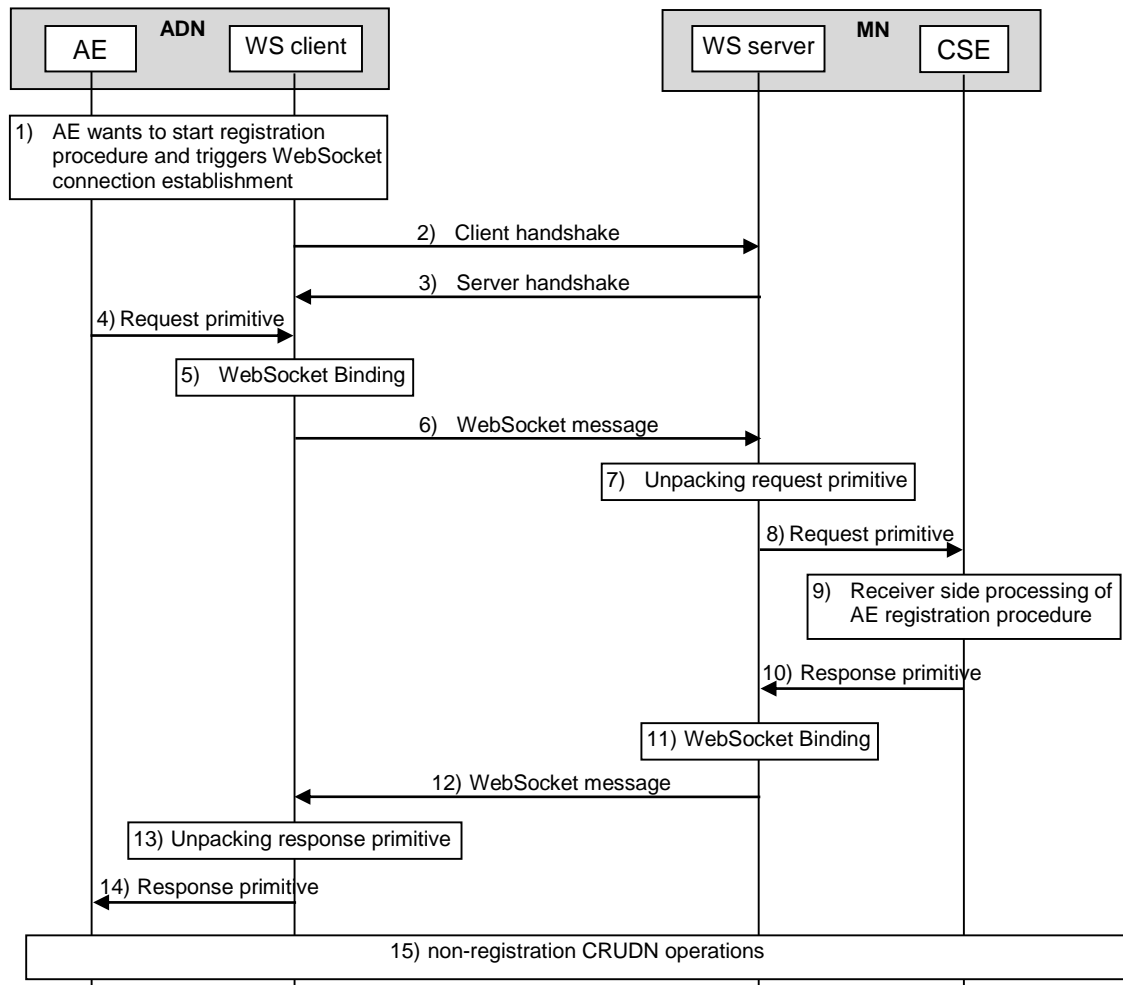 ADN
MN
AE
WS client
WS server
CSE
1) AE wants to start registration
procedure and triggers WebSocket
connection establishment
2) Client handshake
3) Server handshake
4) Request primitive
5) WebSocket Binding
6) WebSocket message
7) Unpacking request primitive
8) Request primitive
9) Receiver side processing of
AE registration procedure
10) Response primitive
11) WebSocket Binding
12) WebSocket message
13) Unpacking response primitive
14) Response primitive
15) non-registration CRUDN operations